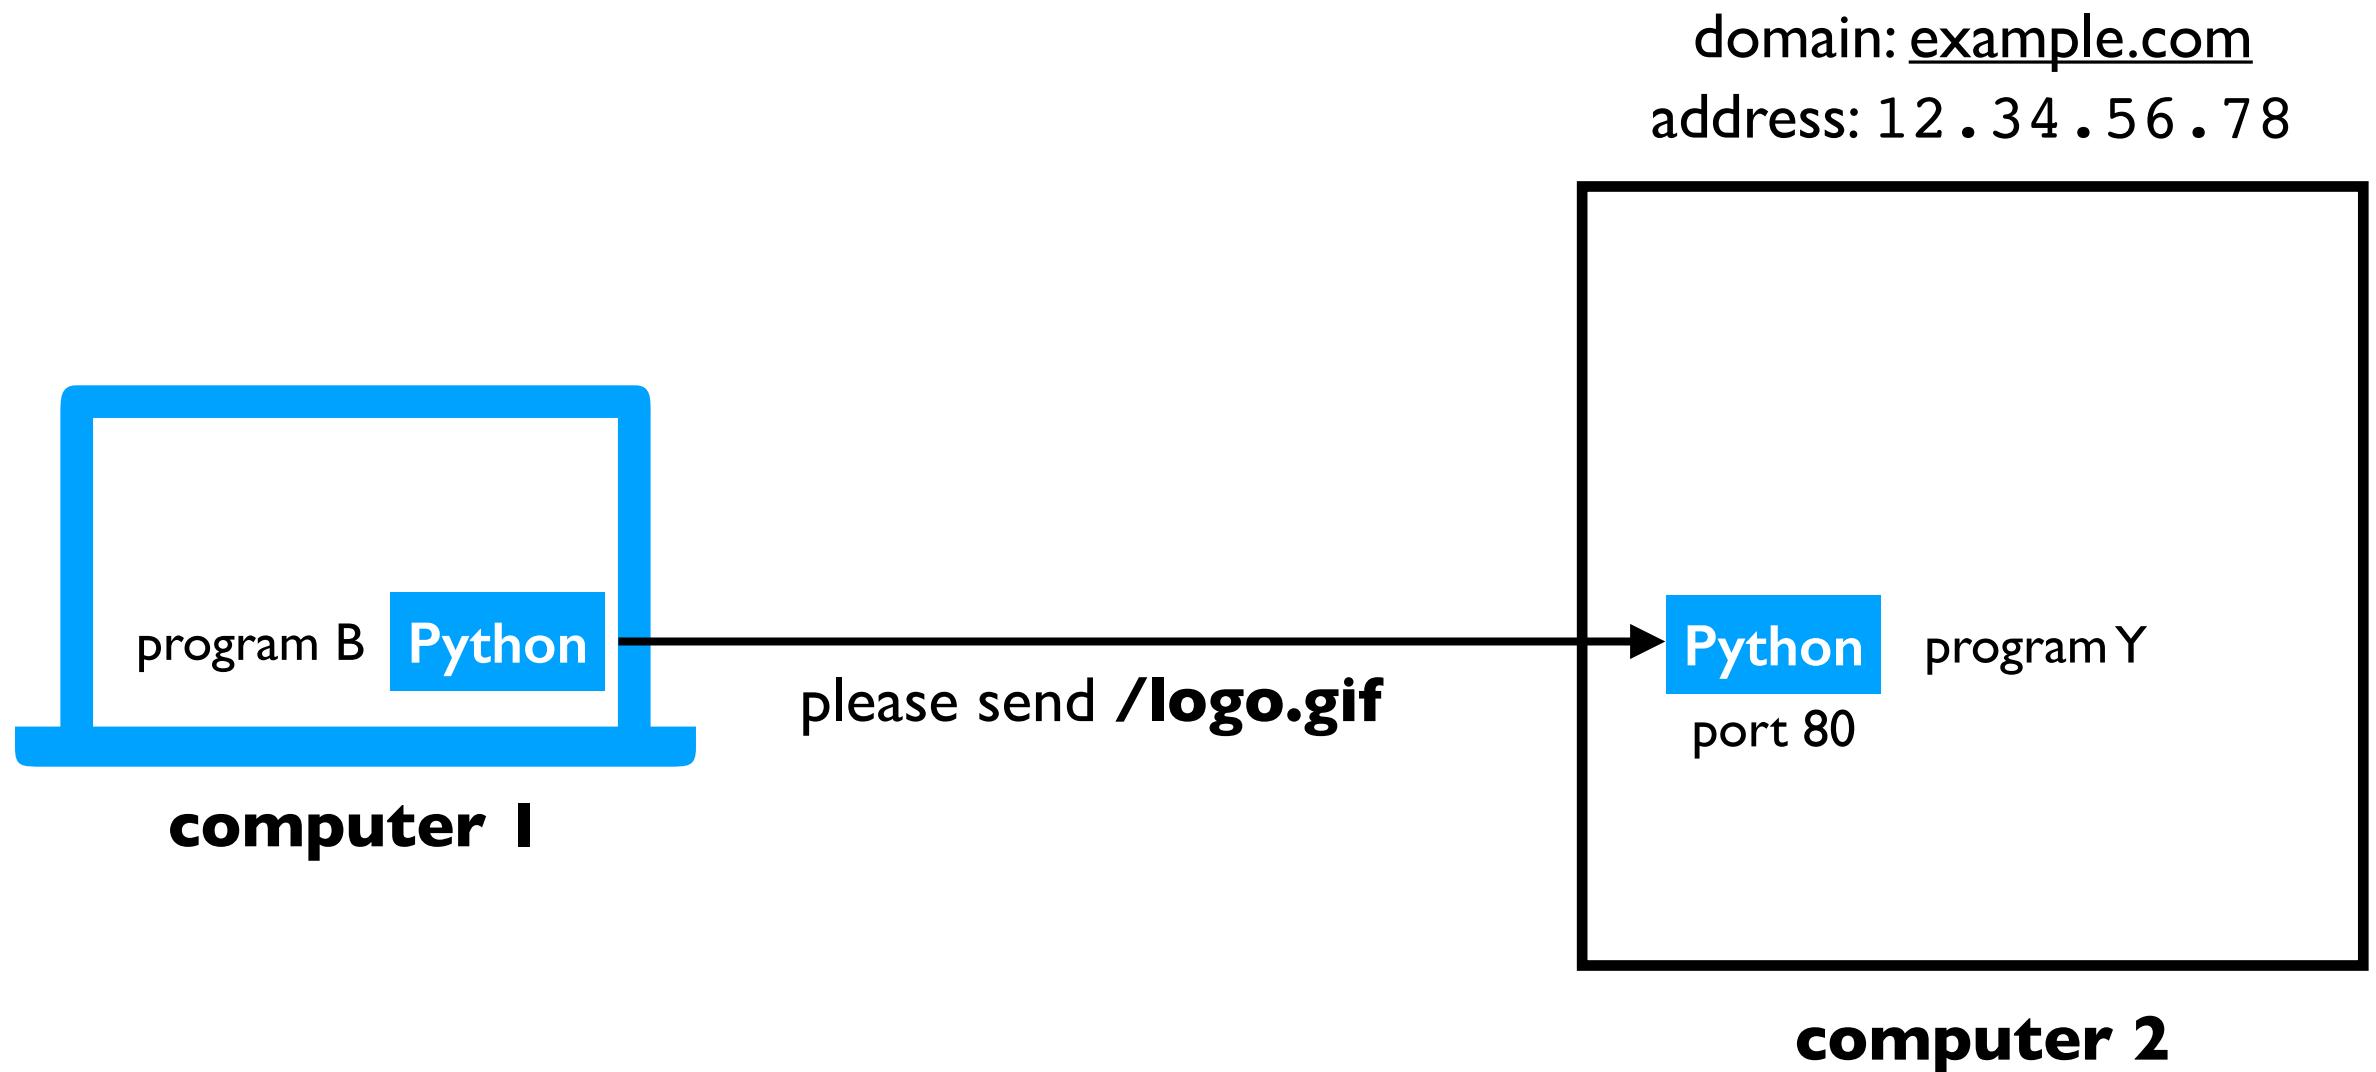 domain: example.com
address: 12.34.56.78
program B
Python
please send /logo.gif
Python
program Y
port 80
computer 1
computer 2